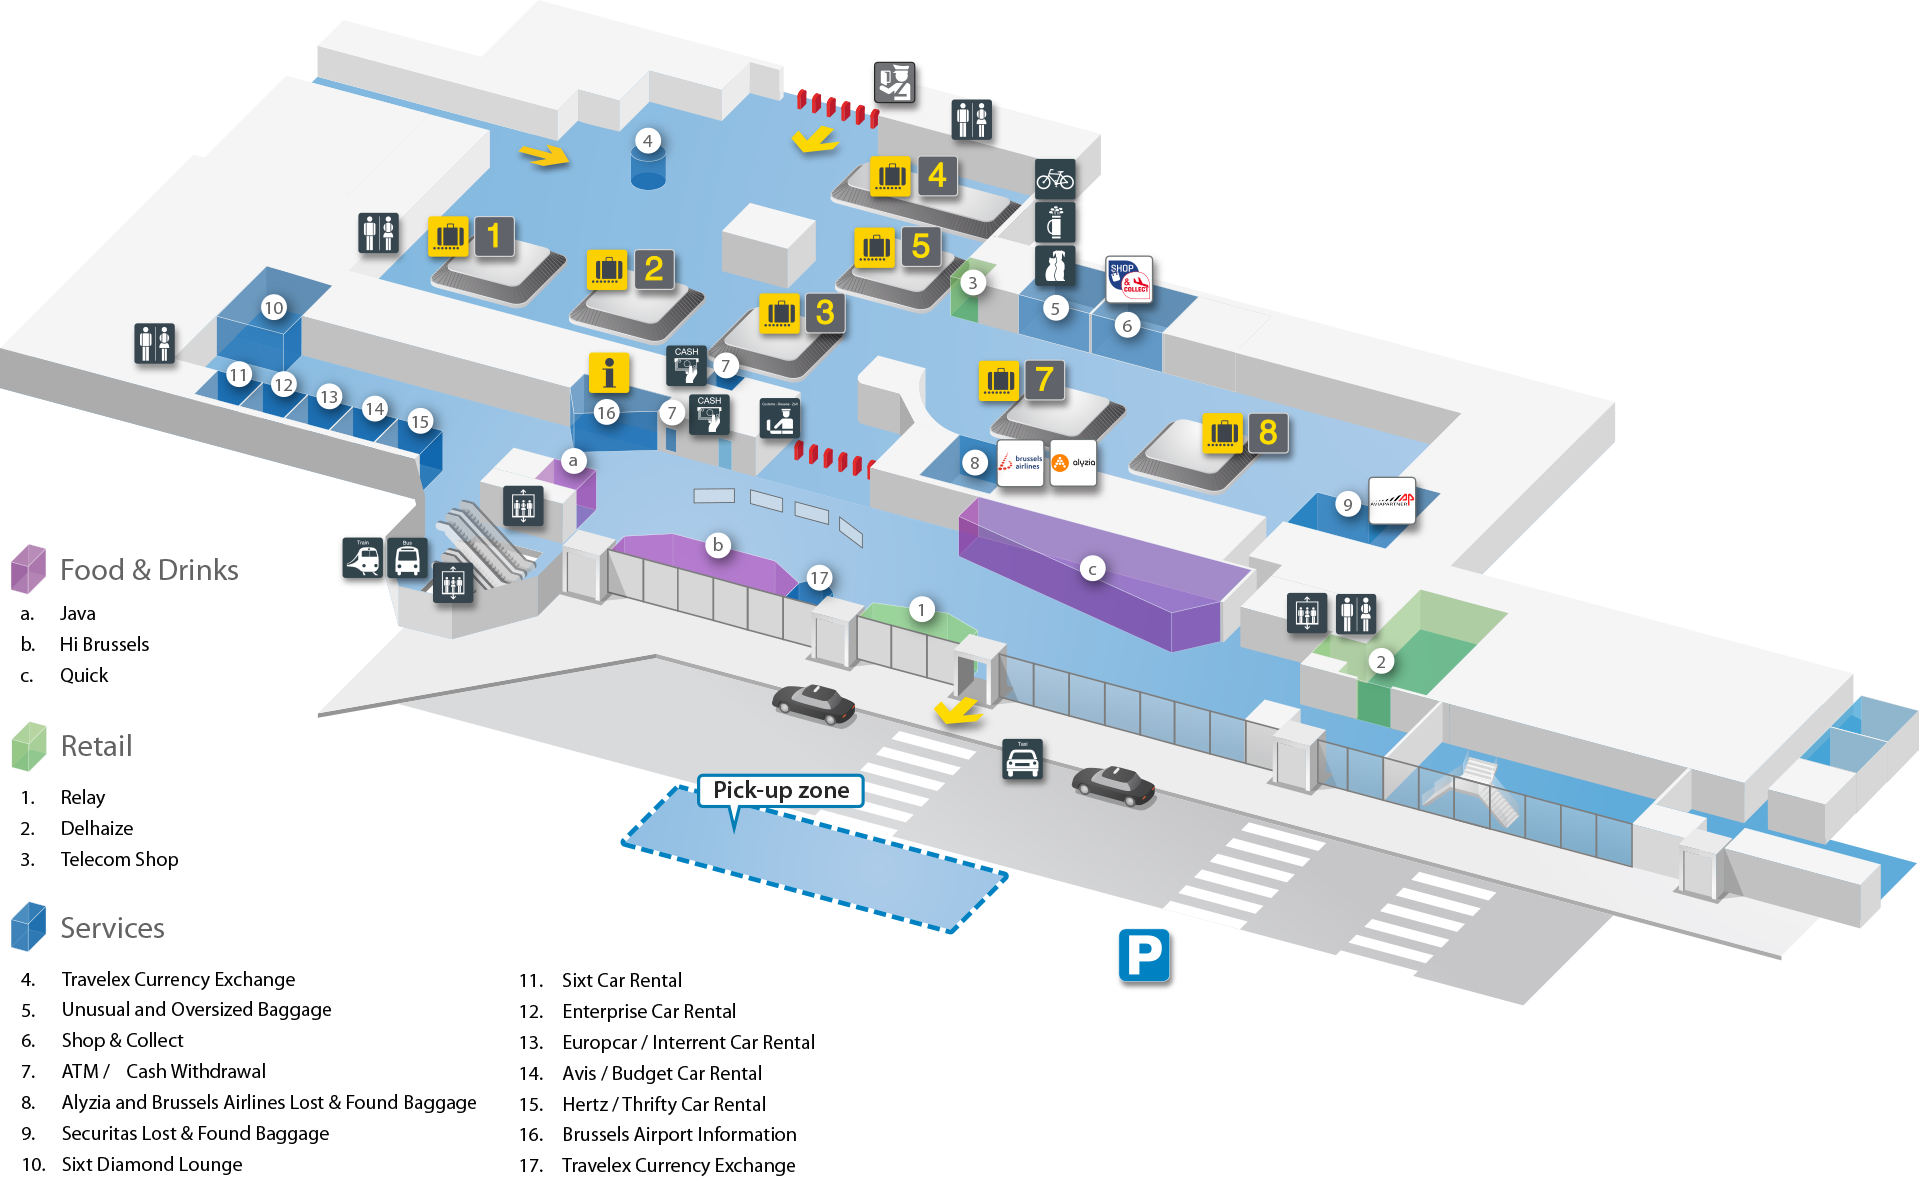 4
4
1
5
2
3
10
3
SHOP
& COLLECT
5
6
CASH
7
7
11
12
13
14
15
16
7
CASH
8
a
8
brussels
airlines
alyzia
9
AVIAPARTNER
Train
Bus
b
17
c
1
2
Taxi
Pick-up zone
P
Food & Drinks
a. Java
b. Hi Brussels
c. Quick
Retail
1. Relay
2. Delhaize
3. Telecom Shop
Services
4. Travelex Currency Exchange
5. Unusual and Oversized Baggage
6. Shop & Collect
7. ATM / Cash Withdrawal
8. Alyzia and Brussels Airlines Lost & Found Baggage
9. Securitas Lost & Found Baggage
10. Sixt Diamond Lounge
11. Sixt Car Rental
12. Enterprise Car Rental
13. Europcar / Interrent Car Rental
14. Avis / Budget Car Rental
15. Hertz / Thrifty Car Rental
16. Brussels Airport Information
17. Travelex Currency Exchange